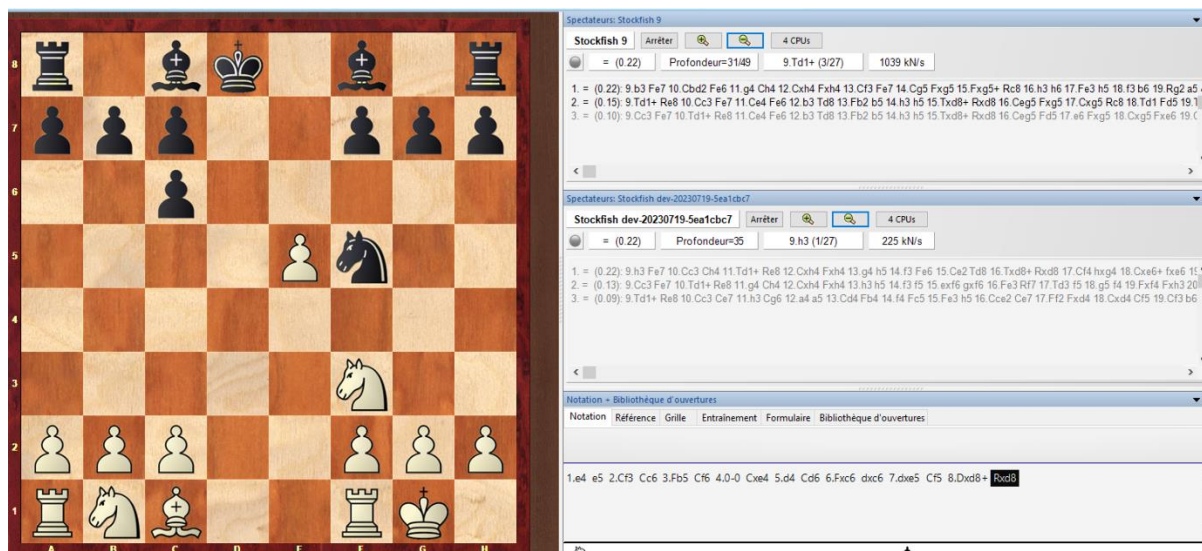 8
7
6
5
4
3
2
1
A B C D E F G H
Spectateurs: Stockfish 9
Stockfish 9 Arrêter 4 CPUs
= (0.22) Profondeur=31/49 9.Td1+ (3/27) 1039 kN/s
1. = (0.22): 9.b3 Fe7 10.Cbd2 Fe6 11.g4 Ch4 12.Cxh4 Fxh4 13.Cf3 Fe7 14.Cg5 Fxg5 15.Fxg5+ Rc8 16.h3 h6 17.Fe3 h5 18.f3 b6 19.Rg2 a5
2. = (0.15): 9.Td1+ Re8 10.Cc3 Fe7 11.Ce4 Fe6 12.b3 Td8 13.Fb2 b5 14.h3 h5 15.Txd8+ Rxd8 16.Ceg5 Fxg5 17.Cxg5 Rc8 18.Td1 Fd5 19.
3. = (0.10): 9.Cc3 Fe7 10.Td1+ Re8 11.Ce4 Fe6 12.b3 Td8 13.Fb2 b5 14.h3 h5 15.Txd8+ Rxd8 16.Ceg5 Fd5 17.e6 Fxg5 18.Cxg5 Fxe6 19.
Spectateurs: Stockfish dev-20230719-5ea1cbc7
Stockfish dev-20230719-5ea1cbc7 Arrêter 4 CPUs
= (0.22) Profondeur=35 9.h3 (1/27) 225 kN/s
1. = (0.22): 9.h3 Fe7 10.Cc3 Ch4 11.Td1+ Re8 12.Cxh4 Fxh4 13.g4 h5 14.f3 Fe6 15.Ce2 Td8 16.Txd8+ Rxd8 17.Cf4 hxg4 18.Cxe6+ fxe6
2. = (0.13): 9.Cc3 Fe7 10.Td1+ Re8 11.g4 Ch4 12.Cxh4 Fxh4 13.h3 h5 14.f3 f5 15.exf6 gxf6 16.Fe3 Rf7 17.Td3 f5 18.g5 f4 19.Fxf4 Fxh3 20
3. = (0.09): 9.Td1+ Re8 10.Cc3 Ce7 11.h3 Cg6 12.a4 a5 13.Cd4 Fb4 14.f4 Fc5 15.Fe3 h5 16.Cce2 Ce7 17.Ff2 Fxd4 18.Cxd4 Cf5 19.Cf3 b6
Notation + Bibliothèque d'ouvertures
Notation Référence Grille Entraînement Formulaire Bibliothèque d'ouvertures
1.e4 e5 2.Cf3 Cc6 3.Fb5 Cf6 4.0-0 Cxe4 5.d4 Cd6 6.Fxc6 dxc6 7.dxe5 Cf5 8.Dxd8+ Rxd8